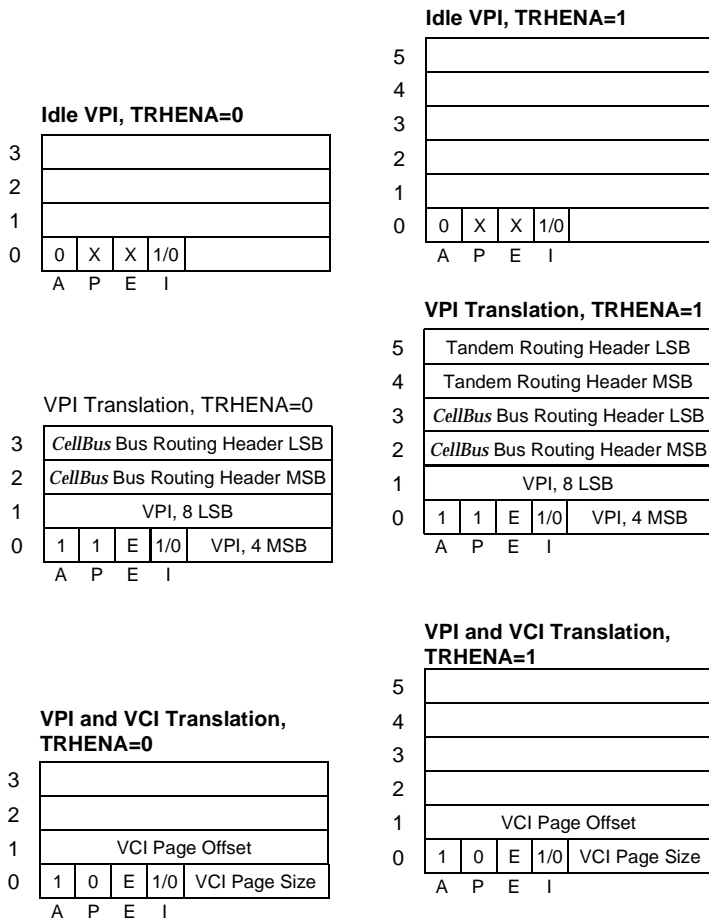 Idle VPI, TRHENA=0
3
2
1
0 0 X X 1/0
A P E I
VPI Translation, TRHENA=0
3 CellBus Bus Routing Header LSB
2 CellBus Bus Routing Header MSB
1 VPI, 8 LSB
0 1 1 E 1/0 VPI, 4 MSB
A P E I
VPI and VCI Translation,
TRHENA=0
3
2
1 VCI Page Offset
0 1 0 E 1/0 VCI Page Size
A P E I
Idle VPI, TRHENA=1
5
4
3
2
1
0 0 X X 1/0
A P E I
VPI Translation, TRHENA=1
5 Tandem Routing Header LSB
4 Tandem Routing Header MSB
3 CellBus Bus Routing Header LSB
2 CellBus Bus Routing Header MSB
1 VPI, 8 LSB
0 1 1 E 1/0 VPI, 4 MSB
A P E I
VPI and VCI Translation,
TRHENA=1
5
4
3
2
1 VCI Page Offset
0 1 0 E 1/0 VCI Page Size
A P E I